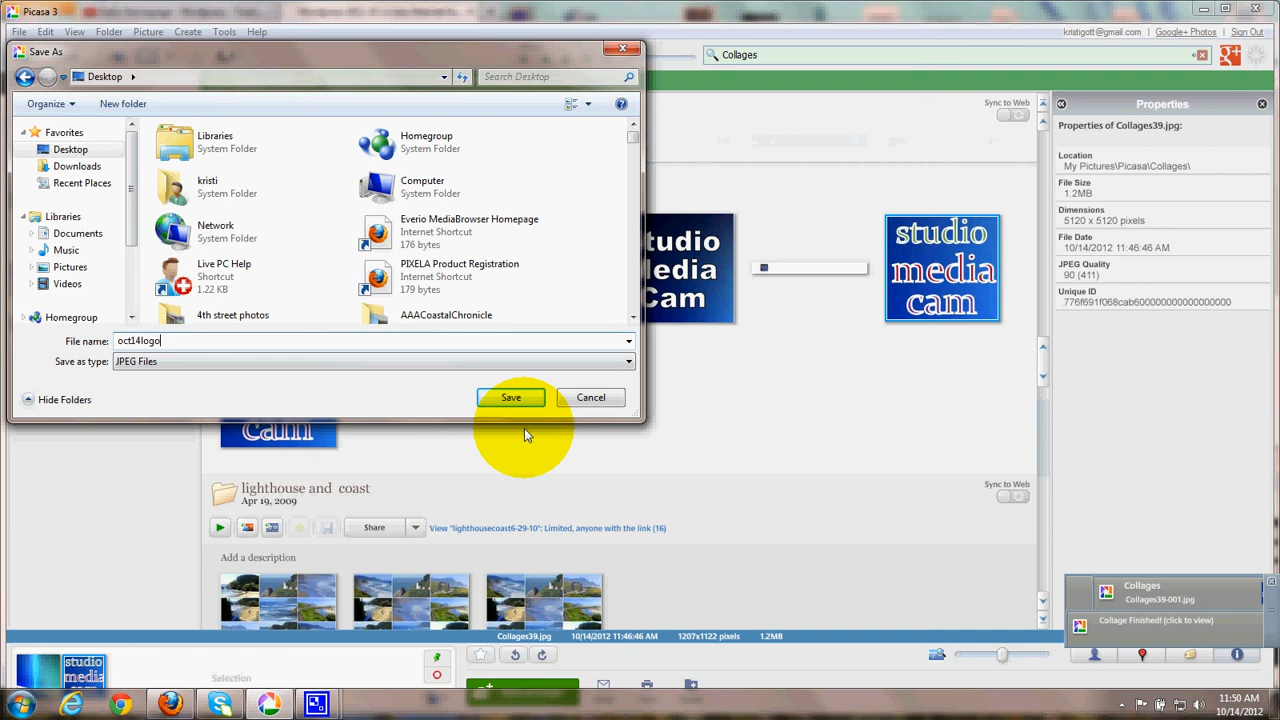 Picasa 3
File Edit View Folder Picture Create Tools Help
kristigott@gmail.com | Google+ Photos | Sign Out
Save As
Collages
Desktop
Search Desktop
Organize
New folder
Sync to Web
Properties
Favorites
Desktop
Downloads
Recent Places
Libraries
Documents
Music
Pictures
Videos
Homegroup
Libraries
System Folder
Homegroup
System Folder
kristi
System Folder
Computer
System Folder
Network
System Folder
Everio MediaBrowser Homepage
Internet Shortcut
176 bytes
Live PC Help
Shortcut
1.22 KB
PIXELA Product Registration
Internet Shortcut
179 bytes
4th street photos
AAACoastalChronicle
File name: oct14logo
Save as type: JPEG Files
Hide Folders
Save
Cancel
tudio
Media
Cam
studio
media
cam
Properties of Collages39.jpg:
Location
My Pictures\Picasa\Collages\
File Size
1.2MB
Dimensions
5120 x 5120 pixels
File Date
10/14/2012 11:46:46 AM
JPEG Quality
90 (411)
Unique ID
776f691f068cab600000000000000000
cam
lighthouse and coast
Apr 19, 2009
Sync to Web
Share
View "lighthousecoast6-29-10": Limited, anyone with the link (16)
Add a description
Collages
Collages39-001.jpg
Collage Finished! (click to view)
Collages39.jpg 10/14/2012 11:46:46 AM 1207x1122 pixels 1.2MB
studio
media
cam
Selection
11:50 AM
10/14/2012